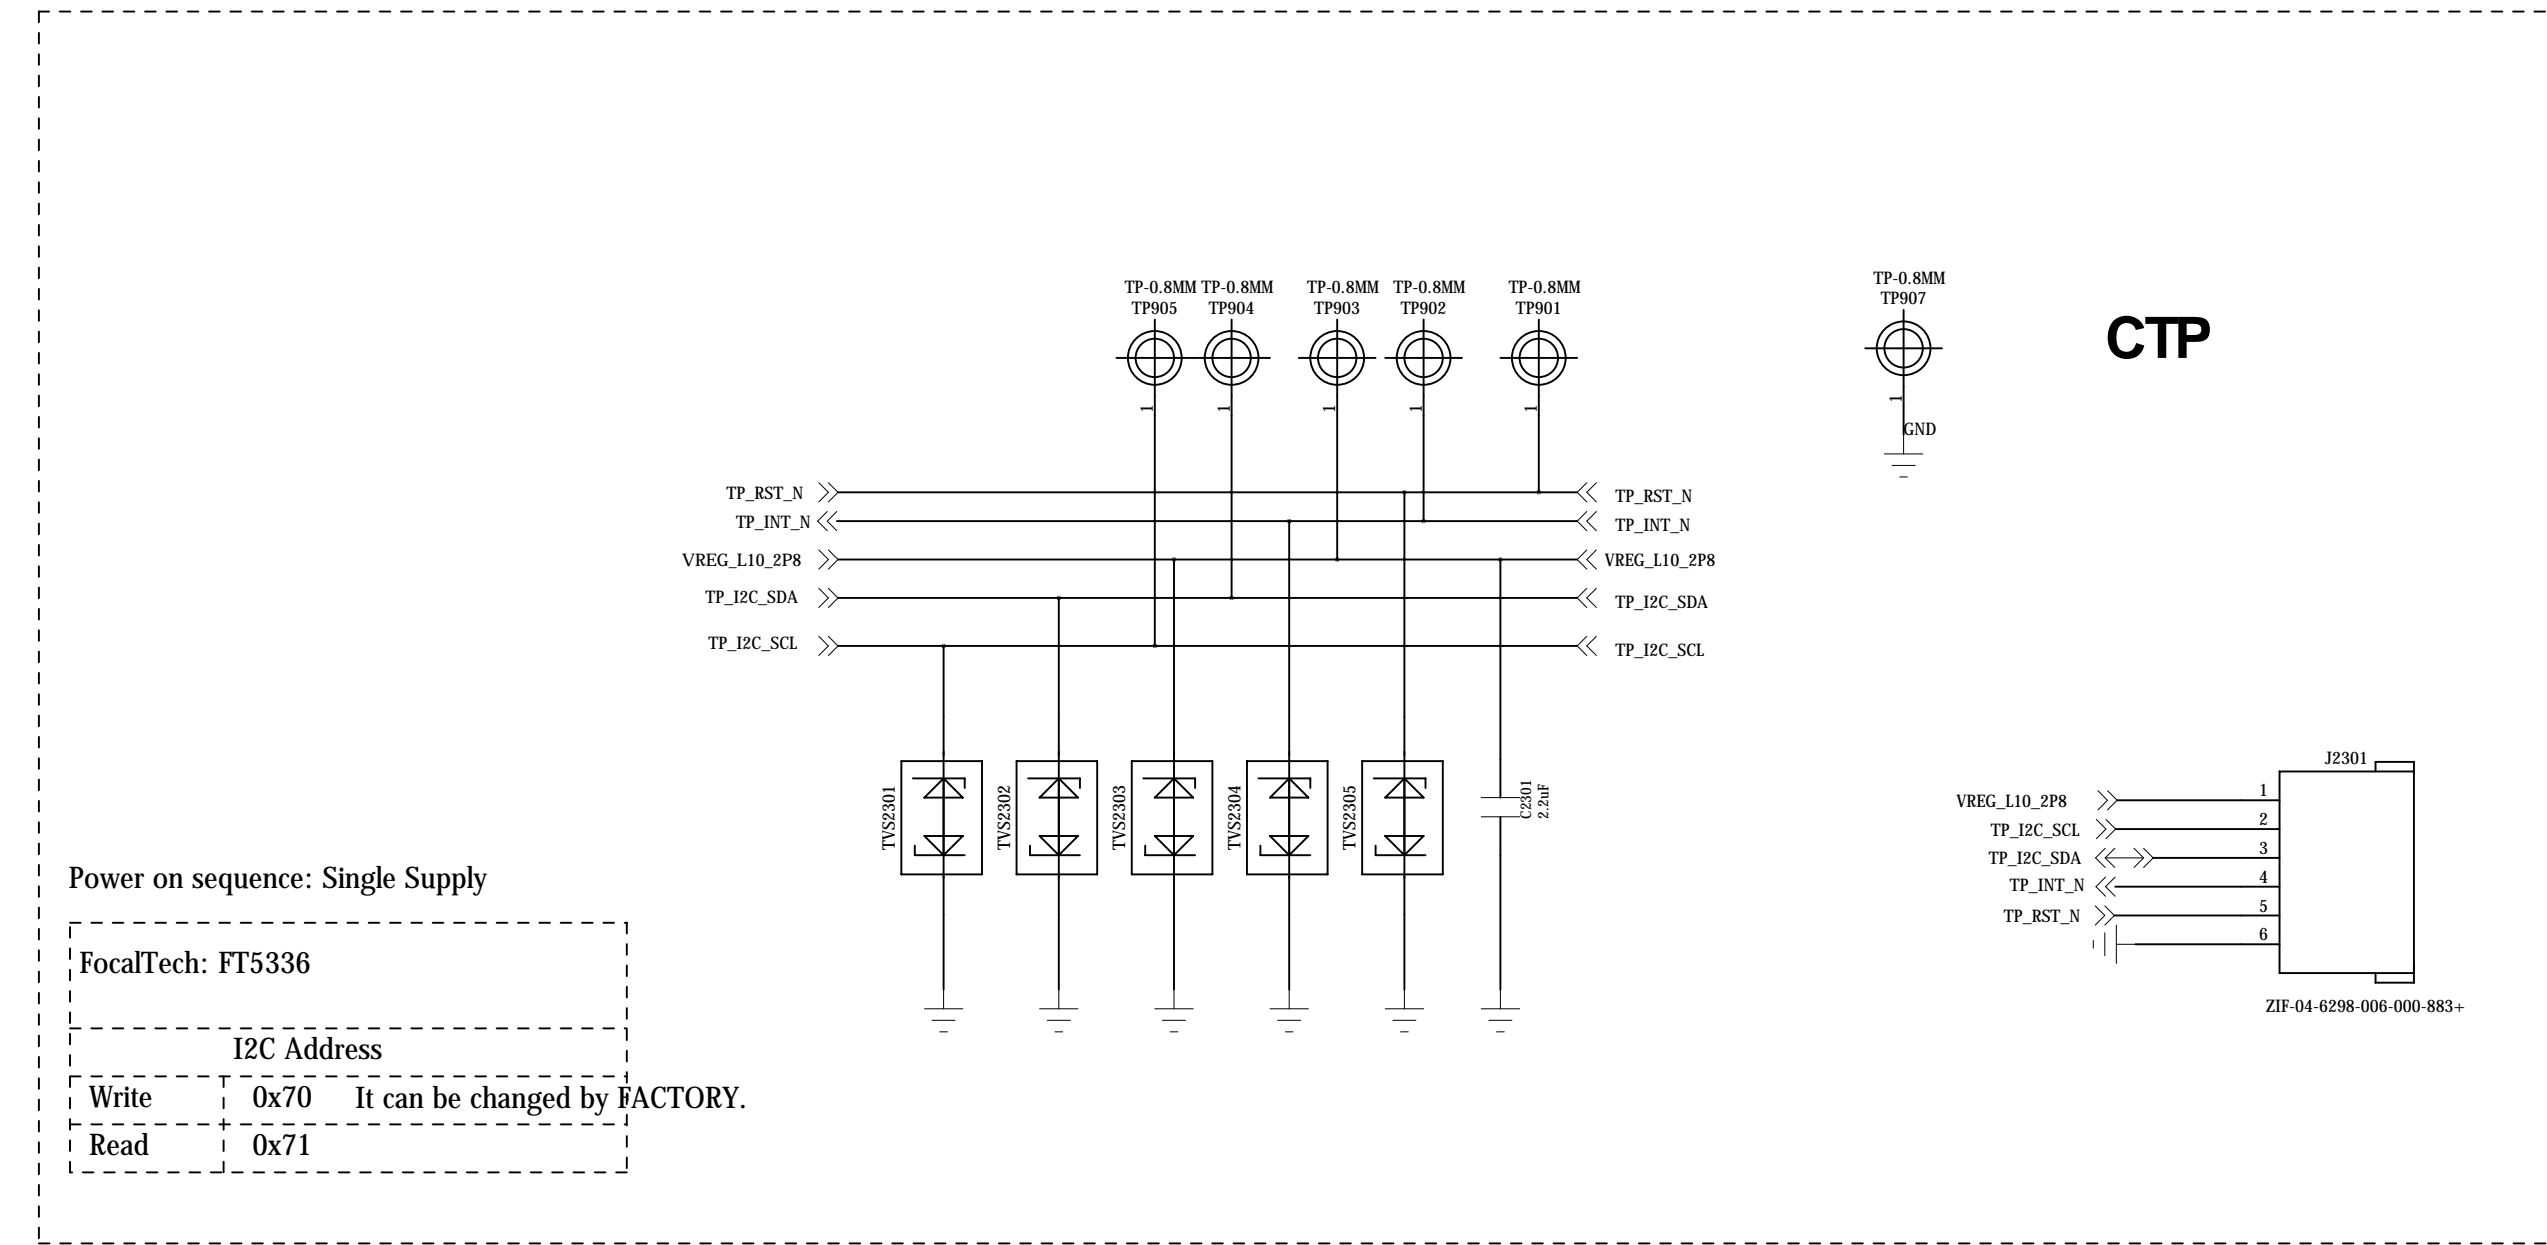 TP-0.8MM TP-0.8MM TP-0.8MM TP-0.8MM TP-0.8MM
TP905 TP904 TP903 TP902 TP901
1 1 1 1 1
TP-0.8MM
TP907
1
GND
CTP
TP_RST_N TP_RST_N
TP_INT_N TP_INT_N
VREG_L10_2P8 VREG_L10_2P8
TP_I2C_SDA TP_I2C_SDA
TP_I2C_SCL TP_I2C_SCL
TVS2301
TVS2302
TVS2303
TVS2304
TVS2305
C2301
2.2uF
J2301
VREG_L10_2P8 1
TP_I2C_SCL 2
TP_I2C_SDA 3
TP_INT_N 4
TP_RST_N 5
6
ZIF-04-6298-006-000-883+
Power on sequence: Single Supply
FocalTech: FT5336
I2C Address
Write 0x70 It can be changed by FACTORY.
Read 0x71